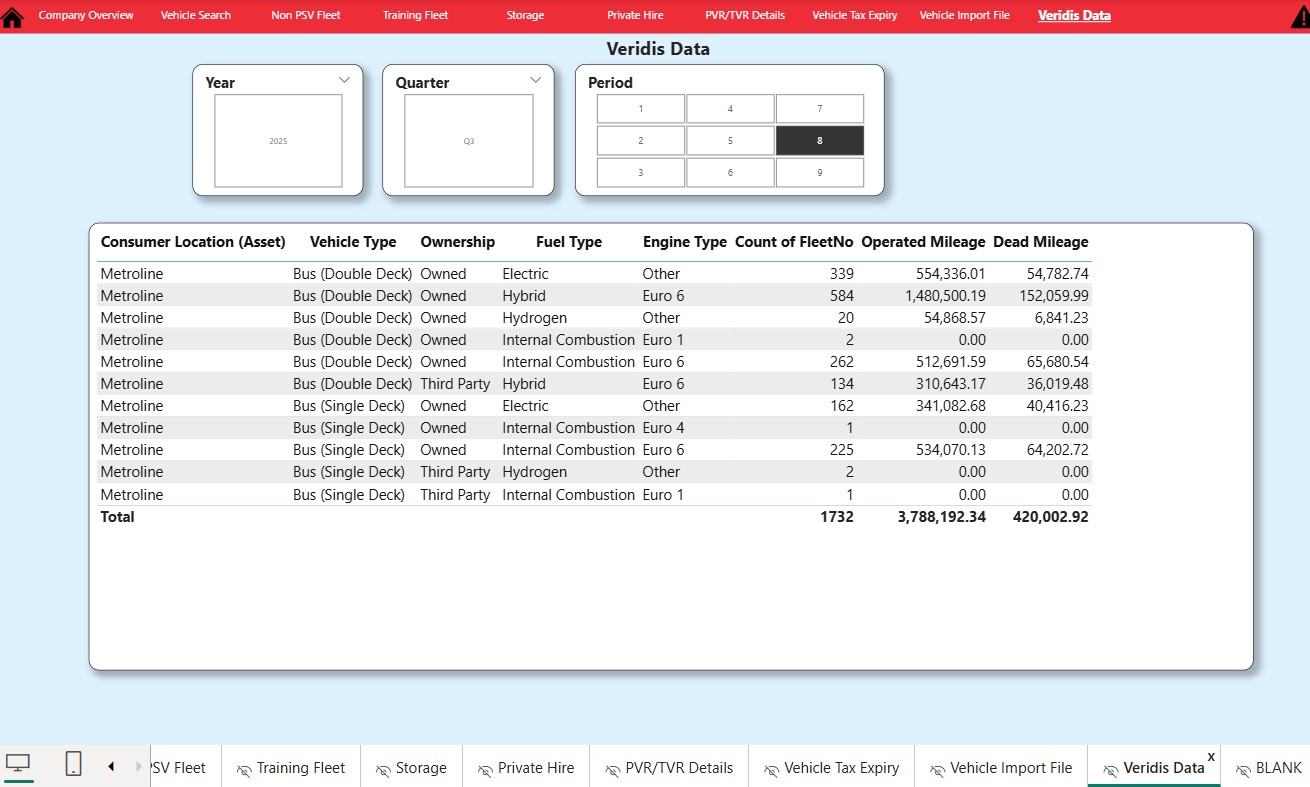 Company Overview Vehicle Search Non PSV Fleet Training Fleet Storage Private Hire PVR/TVR Details Vehicle Tax Expiry Vehicle Import File Veridis Data
Veridis Data
Year Quarter Period
2025 Q3
1 4 7
2 5 8
3 6 9
Consumer Location (Asset) Vehicle Type Ownership Fuel Type Engine Type Count of FleetNo Operated Mileage Dead Mileage
Metroline Bus (Double Deck) Owned Electric Other 339 554,336.01 54,782.74
Metroline Bus (Double Deck) Owned Hybrid Euro 6 584 1,480,500.19 152,059.99
Metroline Bus (Double Deck) Owned Hydrogen Other 20 54,868.57 6,841.23
Metroline Bus (Double Deck) Owned Internal Combustion Euro 1 2 0.00 0.00
Metroline Bus (Double Deck) Owned Internal Combustion Euro 6 262 512,691.59 65,680.54
Metroline Bus (Double Deck) Third Party Hybrid Euro 6 134 310,643.17 36,019.48
Metroline Bus (Single Deck) Owned Electric Other 162 341,082.68 40,416.23
Metroline Bus (Single Deck) Owned Internal Combustion Euro 4 1 0.00 0.00
Metroline Bus (Single Deck) Owned Internal Combustion Euro 6 225 534,070.13 64,202.72
Metroline Bus (Single Deck) Third Party Hydrogen Other 2 0.00 0.00
Metroline Bus (Single Deck) Third Party Internal Combustion Euro 1 1 0.00 0.00
Total 1732 3,788,192.34 420,002.92
SV Fleet Training Fleet Storage Private Hire PVR/TVR Details Vehicle Tax Expiry Vehicle Import File Veridis Data x BLANK